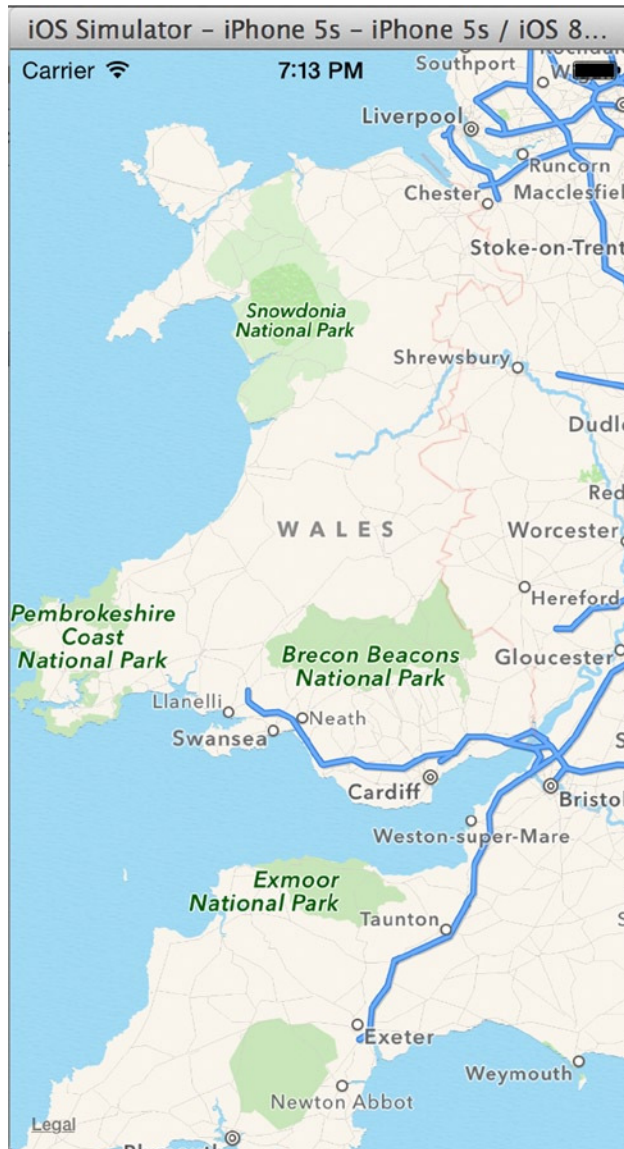 iOS Simulator – iPhone 5s – iPhone 5s / iOS 8...
Carrier
7:13 PM
Southport
Liverpool
Runcorn
Chester
Macclesfiel
Stoke-on-Trent
Snowdonia
National Park
Shrewsbury
Dudle
Red
WALES
Worcester
Hereford
Pembrokeshire
Coast
National Park
Brecon Beacons
National Park
Gloucester
Llanelli
Neath
Swansea
S
Cardiff
Bristol
Weston-super-Mare
Exmoor
National Park
Taunton
S
Exeter
Weymouth
Newton Abbot
Legal